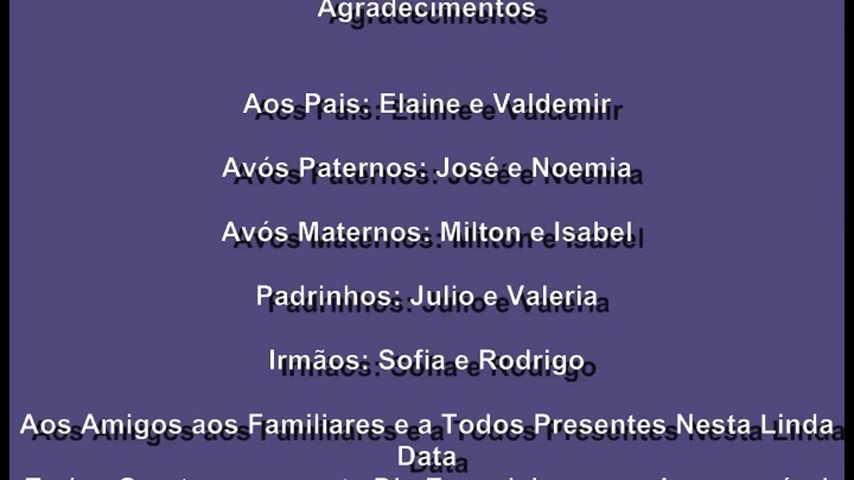 Agradecimentos
Aos Pais: Elaine e Valdemir
Avós Paternos: José e Noemia
Avós Maternos: Milton e Isabel
Padrinhos: Julio e Valeria
Irmãos: Sofia e Rodrigo
Aos Amigos aos Familiares e a Todos Presentes Nesta Linda
Data